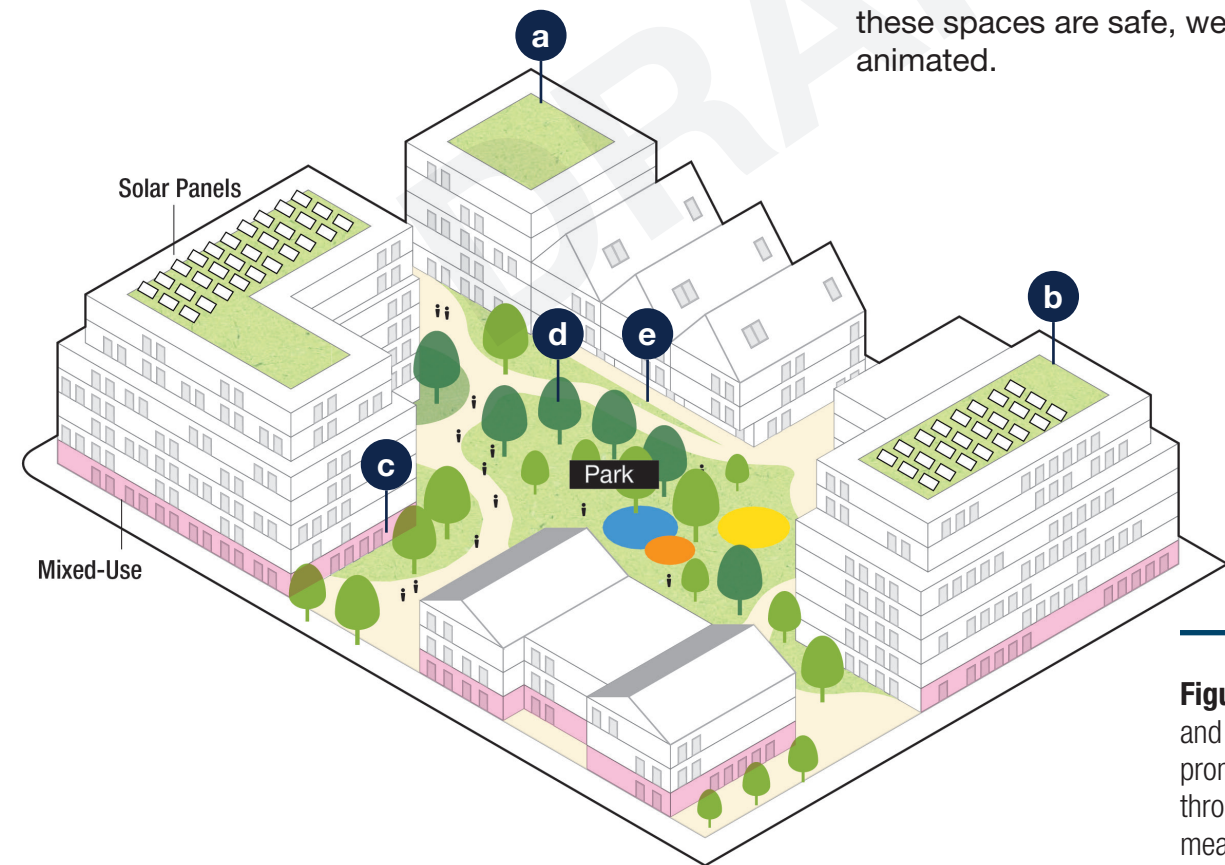 these spaces are safe, we
animated.
a
Solar Panels
b
d
e
Park
c
Mixed-Use
Figu
and
pron
thro
mea